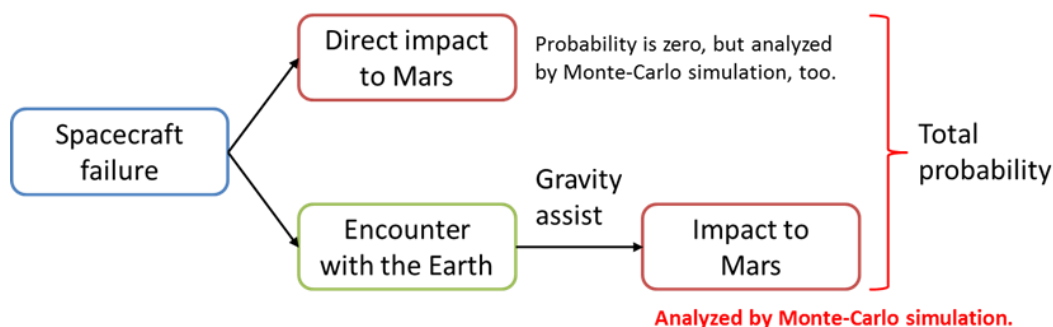 Direct impact
to Mars
Probability is zero, but analyzed
by Monte-Carlo simulation, too.
Spacecraft
failure
Total
probability
Gravity
assist
Encounter
with the Earth
Impact to
Mars
Analyzed by Monte-Carlo simulation.